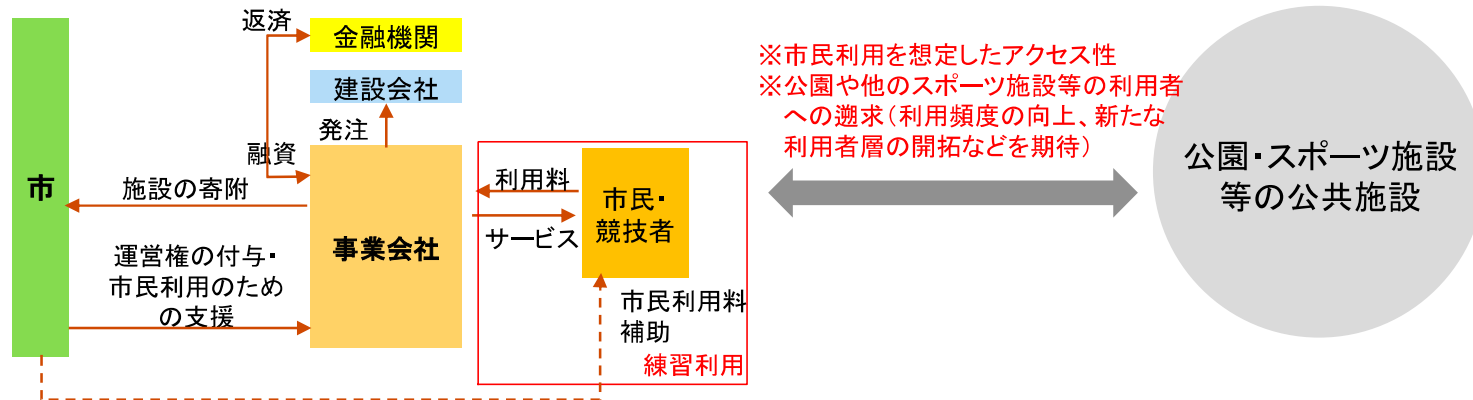 返済
金融機関
建設会社
発注
融資
市
施設の寄附
事業会社
運営権の付与・
市民利用のため
の支援
利用料
サービス
市民・
競技者
市民利用料
補助
練習利用
※市民利用を想定したアクセス性
※公園や他のスポーツ施設等の利用者
への遡求（利用頻度の向上、新たな
利用者層の開拓などを期待）
公園・スポーツ施設
等の公共施設